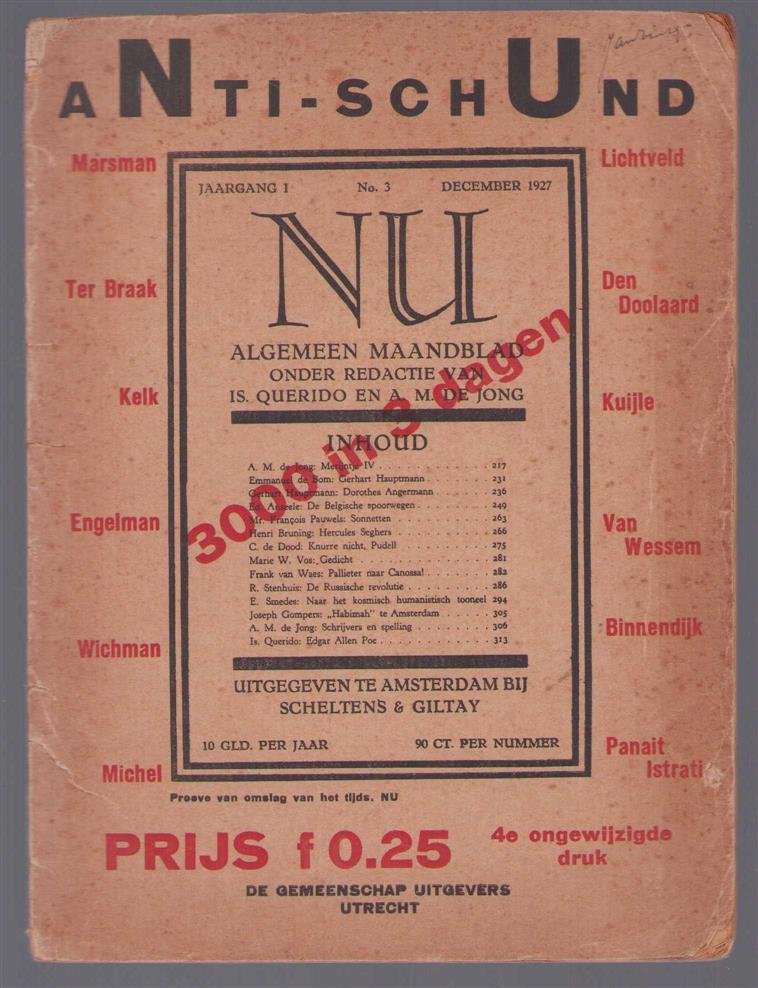 ANTI-SCHUND
Marsman
Lichtveld
Ter Braak
Den
Doolaard
Kelk
Kuijle
Engelman
Van
Wessem
Wichman
Binnendijk
Michel
Panait
Istrati
JAARGANG I No. 3 DECEMBER 1927
NU
ALGEMEEN MAANDBLAD
ONDER REDACTIE VAN
IS. QUERIDO EN A. M. DE JONG
3000 in 3 dagen
INHOUD
A. M. de Jong: Merijntje IV . . . . . . . . . . . . 217
Emmanuel de Bom: Gerhart Hauptmann . . . . . . . 231
Gerhart Hauptmann: Dorothea Angermann . . . . . . 236
Ed. Anseele: De Belgische spoorwegen . . . . . . . . 249
Mr. François Pauwels: Sonnetten . . . . . . . . . 263
Henri Bruning: Hercules Seghers . . . . . . . . . 266
C. de Dood: Knurre nicht, Pudell . . . . . . . . . 275
Marie W. Vos: Gedicht . . . . . . . . . . . . . 281
Frank van Waes: Pallieter naar Canossa! . . . . . . . 282
R. Stenhuis: De Russische revolutie . . . . . . . . . 286
E. Smedes: Naar het kosmisch humanistisch tooneel 294
Joseph Gompers: „Habimah" te Amsterdam . . . . . . 305
A. M. de Jong: Schrijvers en spelling . . . . . . . . 306
Is. Querido: Edgar Allen Poe . . . . . . . . . . . 313
UITGEGEVEN TE AMSTERDAM BIJ
SCHELTENS & GILTAY
10 GLD. PER JAAR 90 CT. PER NUMMER
Proeve van omslag van het tijds. NU
PRIJS f 0.25
4e ongewijzigde
druk
DE GEMEENSCHAP UITGEVERS
UTRECHT